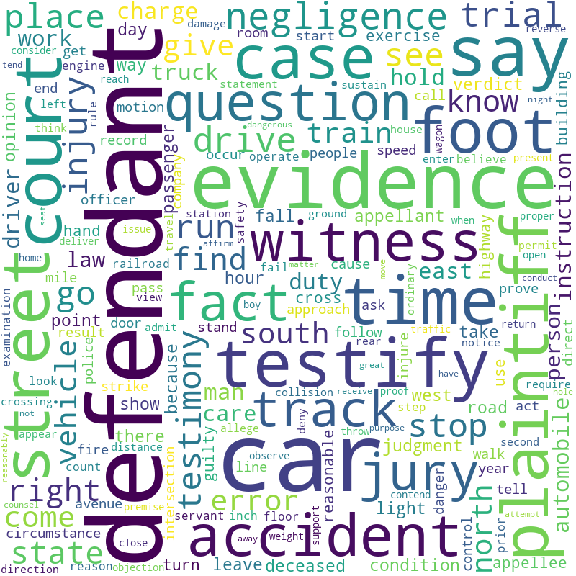 place charge day damage room start exercise trial reverse
consider get work negligence
tend engine end way give case see say
reach truck statement sustain hold verdict
left motion question call know night
opinion think record drive train foot building
court injury rule dangerous house wagon
passenger company occur operate people speed enter believe present
driver officer evidence
hand issue station safety fall ground appellant when proper
deliver travel run witness permit instruction
home law railroad affirm fail matter cause duty east highway open
mile pass find hour move prove conduct
go point view boy cross ask ordinary
examination result door admit fact approach time traffic take return
street defendant police stand south rear follow injure notice plaintiff person direct
look strike because testify great have use require
crossing vehicle man collision receive proof west road act
not show testimony allege deny step track stop
appear there care throw purpose judgment walk second
fire guilty observe car jury year
count distance line reasonable contend tell role
reasonably right avenue intersection error light danger automobile
come counsel premise servant inch floor support control prior north attempt
circumstance close accident
state reason away weight condition appellee
direction objection turn leave deceased